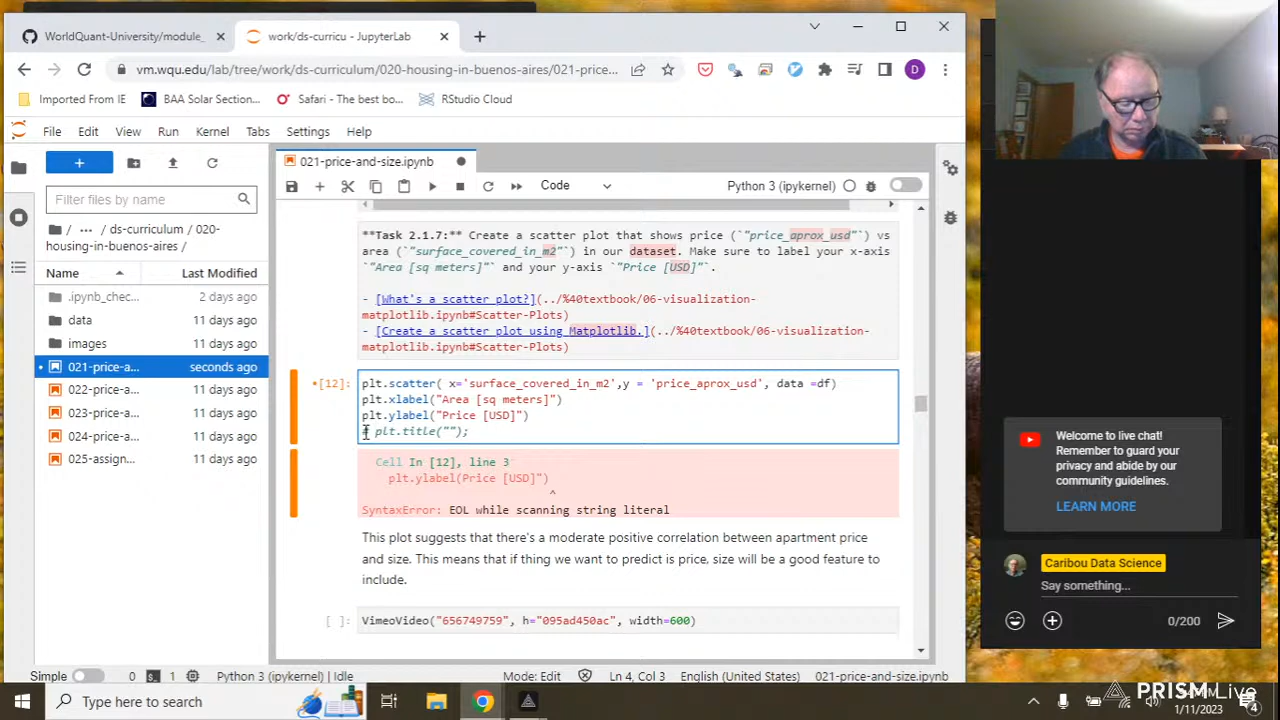 WorldQuant-University/module_
work/ds-curricu - JupyterLab
vm.wqu.edu/lab/tree/work/ds-curriculum/020-housing-in-buenos-aires/021-price...
D
Imported From IE
BAA Solar Section...
Safari - The best bo...
RStudio Cloud
File Edit View Run Kernel Tabs Settings Help
021-price-and-size.ipynb
Code
Python 3 (ipykernel)
Filter files by name
/ ... / ds-curriculum / 020-
housing-in-buenos-aires /
Name Last Modified
.ipynb_chec... 2 days ago
data 11 days ago
images 11 days ago
021-price-a... seconds ago
022-price-a... 11 days ago
023-price-a... 11 days ago
024-price-a... 11 days ago
025-assign... 11 days ago
**Task 2.1.7:** Create a scatter plot that shows price (`"price_aprox_usd"`) vs
area (`"surface_covered_in_m2"`) in our dataset. Make sure to label your x-axis
`"Area [sq meters]"` and your y-axis `"Price [USD]"`.
- [What's a scatter plot?](../%40textbook/06-visualization-
matplotlib.ipynb#Scatter-Plots)
- [Create a scatter plot using Matplotlib.](../%40textbook/06-visualization-
matplotlib.ipynb#Scatter-Plots)
[12]:
plt.scatter( x='surface_covered_in_m2',y = 'price_aprox_usd', data =df)
plt.xlabel("Area [sq meters]")
plt.ylabel("Price [USD]")
# plt.title("");
Cell In [12], line 3
plt.ylabel(Price [USD]")
^
SyntaxError: EOL while scanning string literal
This plot suggests that there's a moderate positive correlation between apartment price
and size. This means that if thing we want to predict is price, size will be a good feature to
include.
[ ]:
VimeoVideo("656749759", h="095ad450ac", width=600)
Simple 0 1 Python 3 (ipykernel) | Idle Mode: Edit Ln 4, Col 3 English (United States) 021-price-and-size.ipynb
Type here to search
Welcome to live chat!
Remember to guard your
privacy and abide by our
community guidelines.
LEARN MORE
Caribou Data Science
Say something...
0/200
PRISM Live
1/11/2023
4